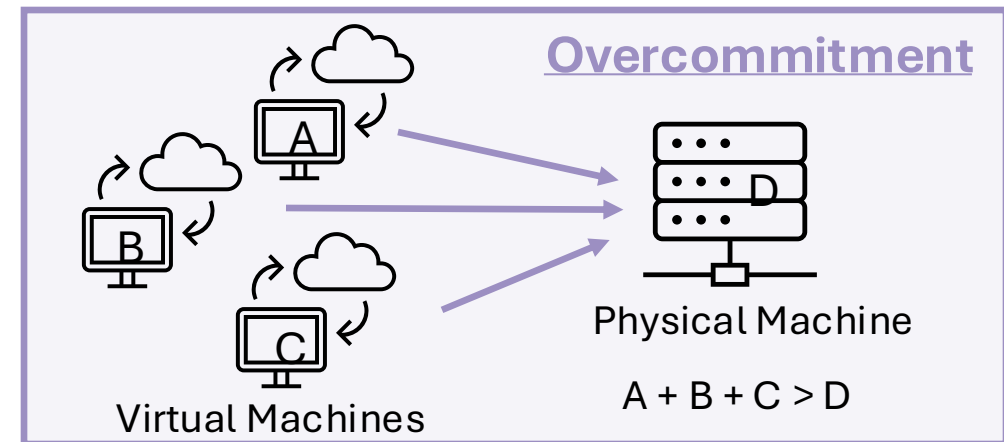 Overcommitment
A
B
C
D
Virtual Machines
Physical Machine
A + B + C > D